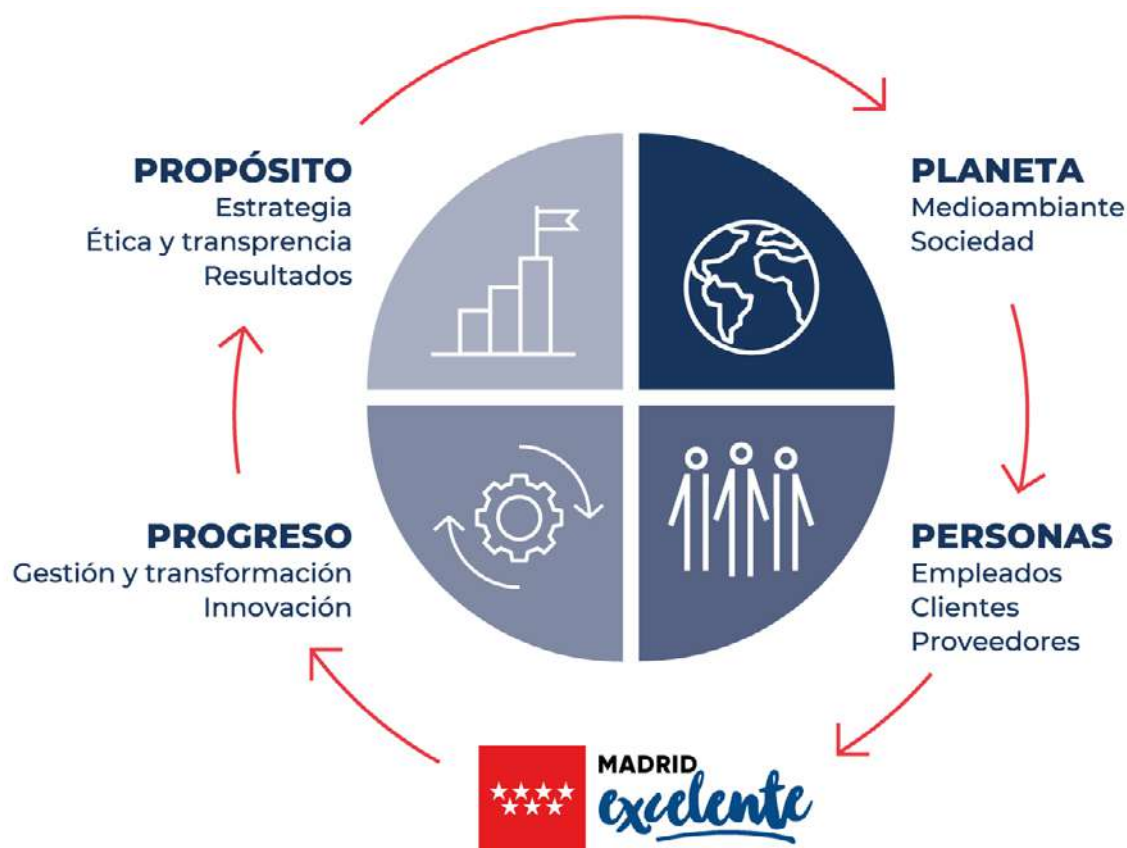 PROPÓSITO
Estrategia
Ética y transprencia
Resultados
PLANETA
Medioambiante
Sociedad
PROGRESO
Gestión y transformación
Innovación
PERSONAS
Empleados
Clientes
Proveedores
MADRID
excelente